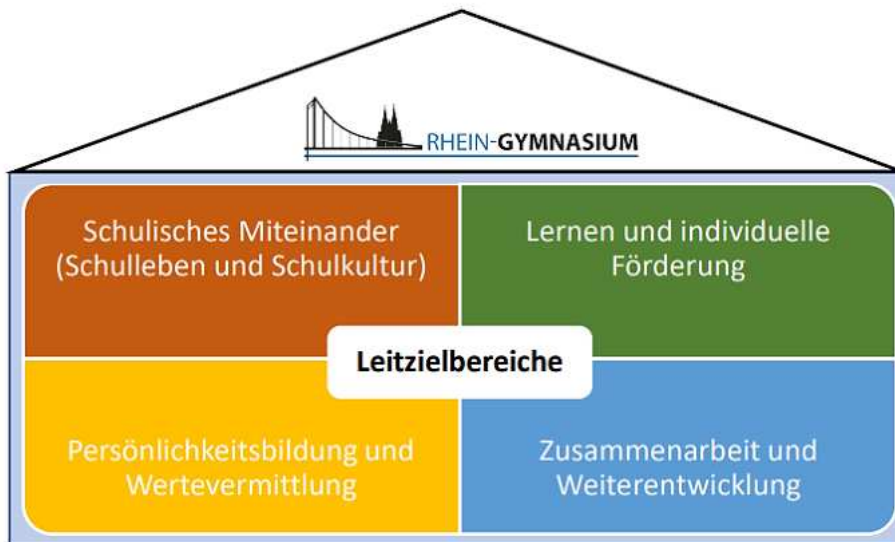 RHEIN-GYMNASIUM
Schulisches Miteinander
(Schulleben und Schulkultur)
Lernen und individuelle
Förderung
Leitzielbereiche
Persönlichkeitsbildung und
Wertevermittlung
Zusammenarbeit und
Weiterentwicklung